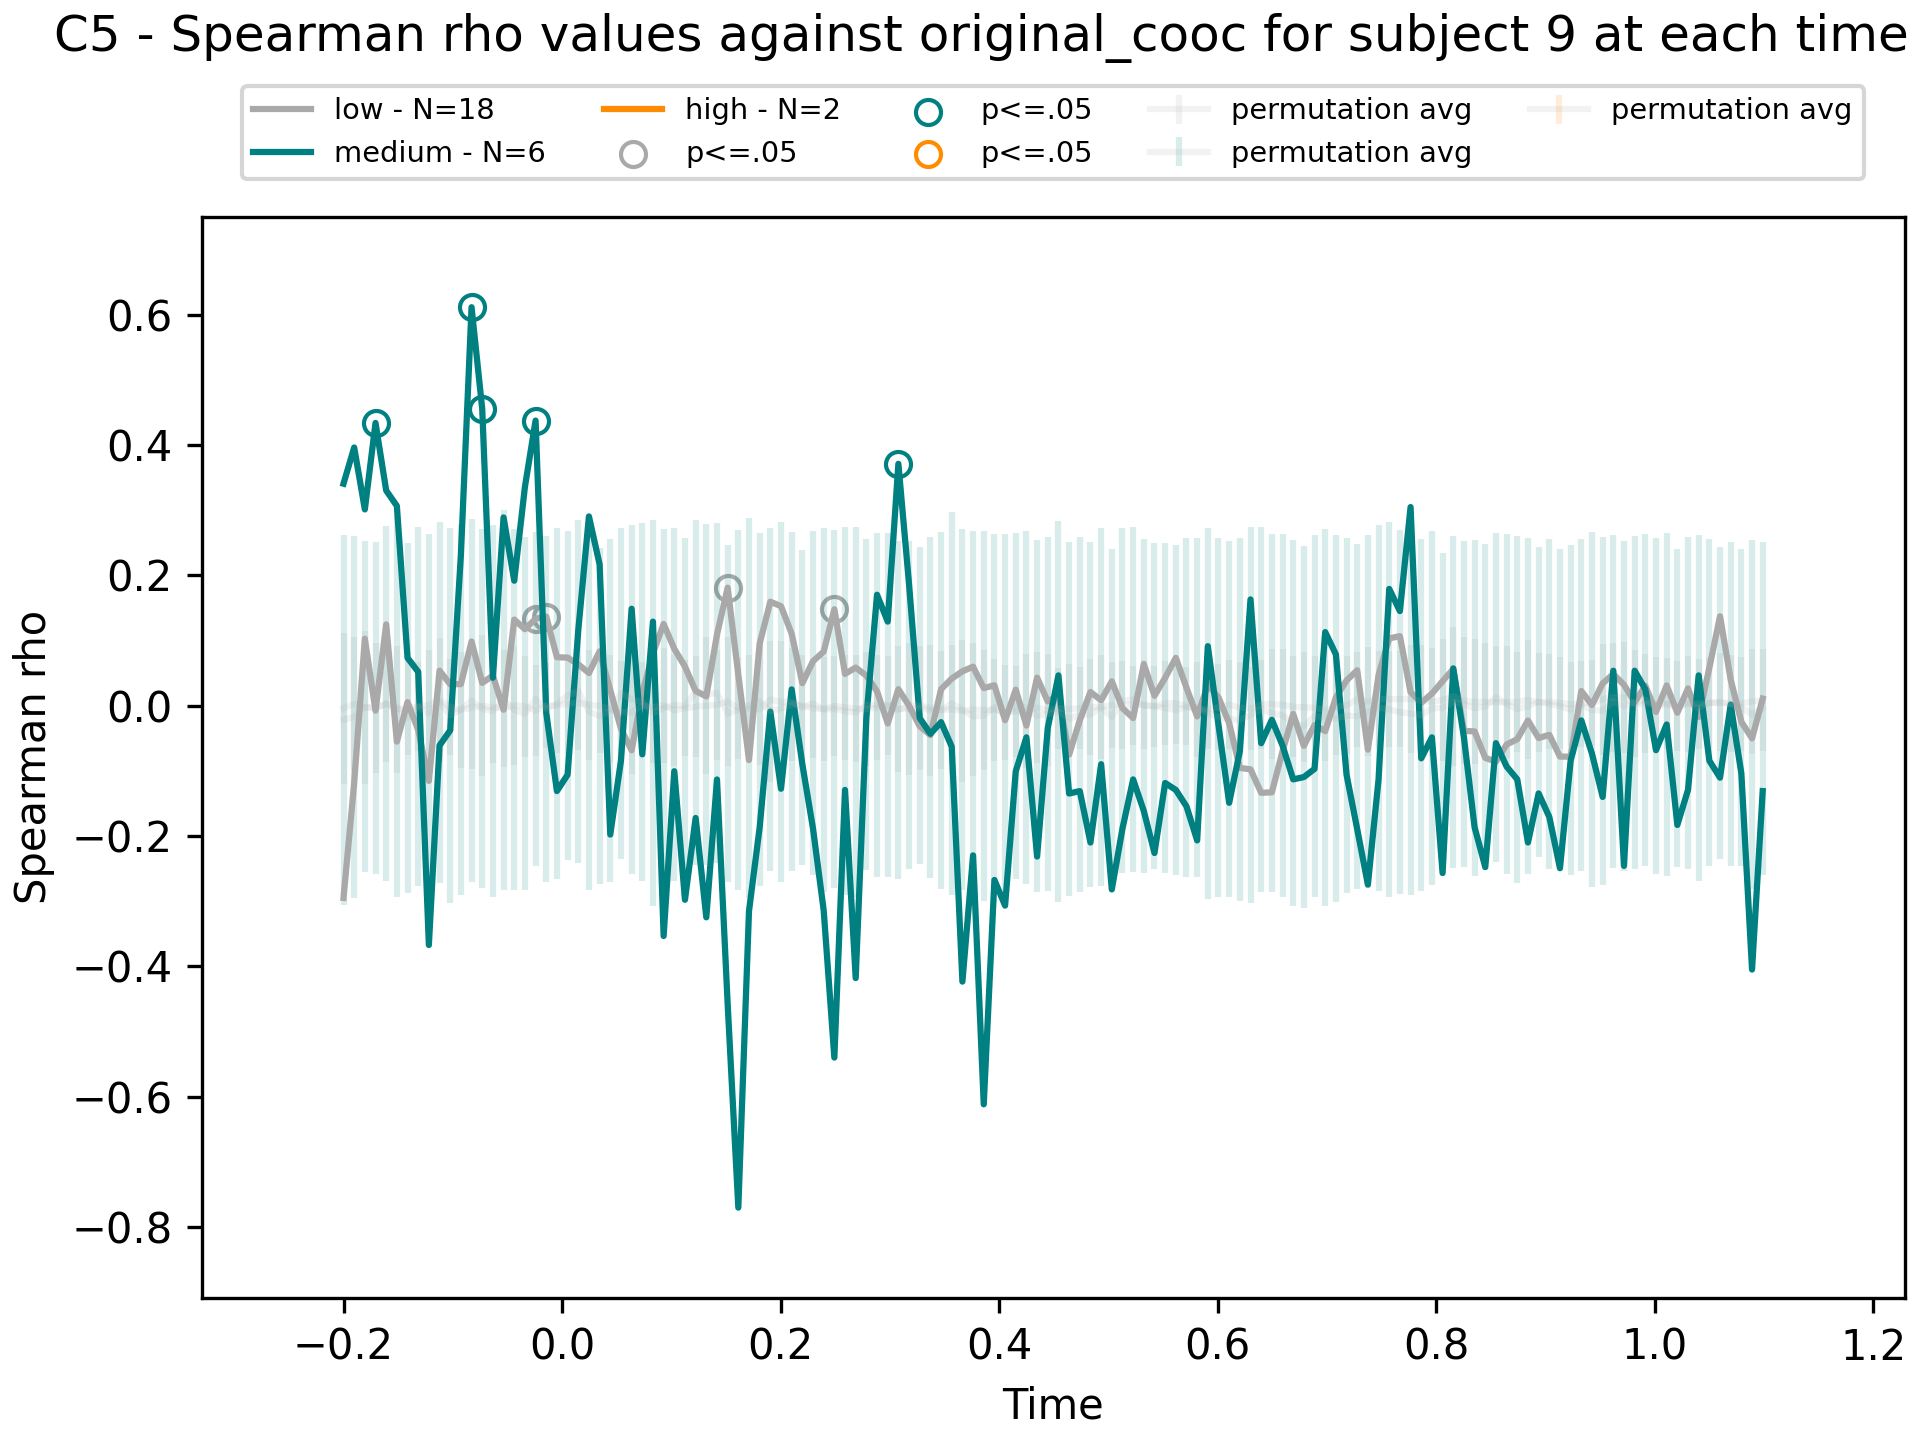 C5 - Spearman rho values against original_cooc for subject 9 at each time
low - N=18
medium - N=6
high - N=2
p<=.05
p<=.05
p<=.05
permutation avg
permutation avg
permutation avg
Spearman rho
0.6
0.4
0.2
0.0
−0.2
−0.4
−0.6
−0.8
−0.2
0.0
0.2
0.4
0.6
0.8
1.0
1.2
Time